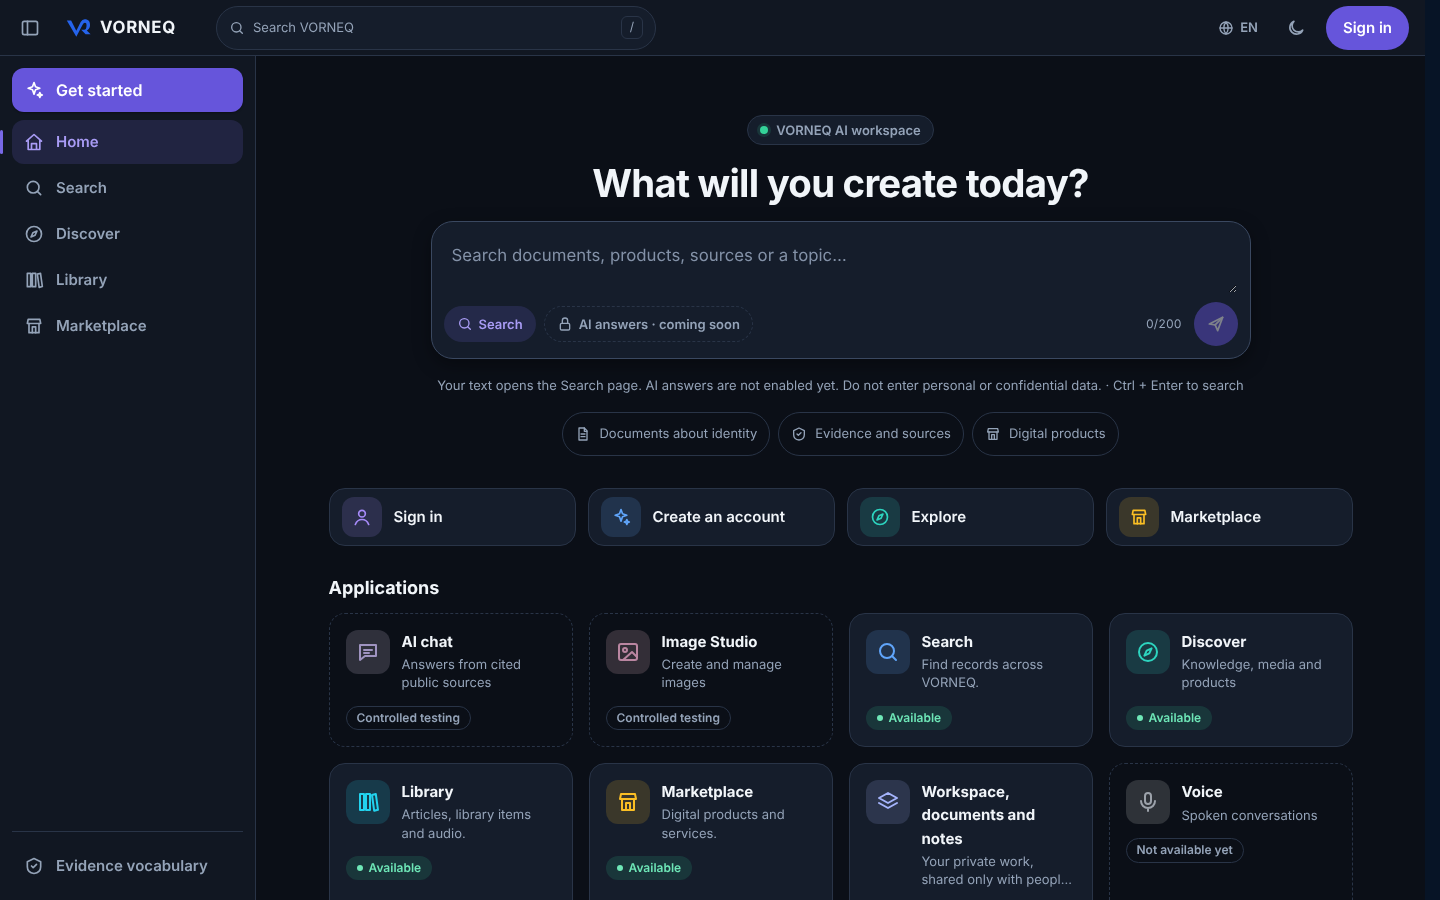 VORNEQ
Search VORNEQ
/
EN
Sign in
Get started
Home
Search
Discover
Library
Marketplace
Evidence vocabulary
VORNEQ AI workspace
What will you create today?
Search documents, products, sources or a topic...
Search
AI answers · coming soon
0/200
Your text opens the Search page. AI answers are not enabled yet. Do not enter personal or confidential data. · Ctrl + Enter to search
Documents about identity
Evidence and sources
Digital products
Sign in
Create an account
Explore
Marketplace
Applications
AI chat
Answers from cited
public sources
Controlled testing
Image Studio
Create and manage
images
Controlled testing
Search
Find records across
VORNEQ.
Available
Discover
Knowledge, media and
products
Available
Library
Articles, library items
and audio.
Available
Marketplace
Digital products and
services.
Available
Workspace,
documents and
notes
Your private work,
shared only with peopl...
Voice
Spoken conversations
Not available yet